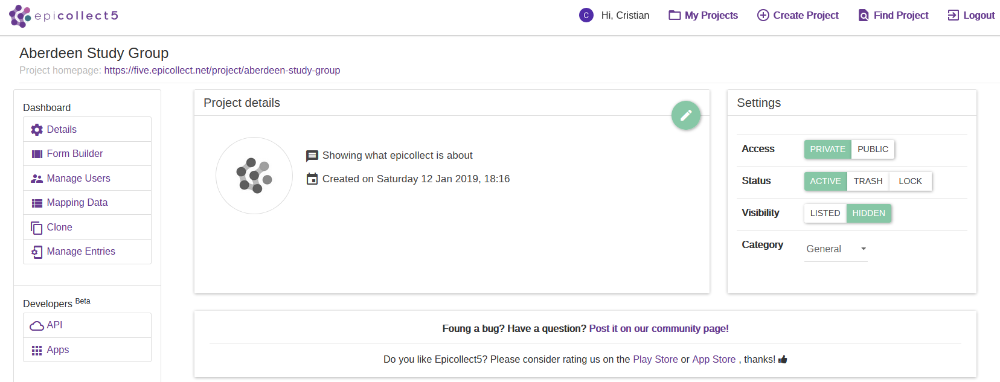 epicollect5
C Hi, Cristian My Projects Create Project Find Project Logout
Aberdeen Study Group
Project homepage: https://five.epicollect.net/project/aberdeen-study-group
Dashboard
Details
Form Builder
Manage Users
Mapping Data
Clone
Manage Entries
Developers Beta
API
Apps
Project details
Showing what epicollect is about
Created on Saturday 12 Jan 2019, 18:16
Settings
Access PRIVATE PUBLIC
Status ACTIVE TRASH LOCK
Visibility LISTED HIDDEN
Category General
Foung a bug? Have a question? Post it on our community page!
Do you like Epicollect5? Please consider rating us on the Play Store or App Store , thanks!